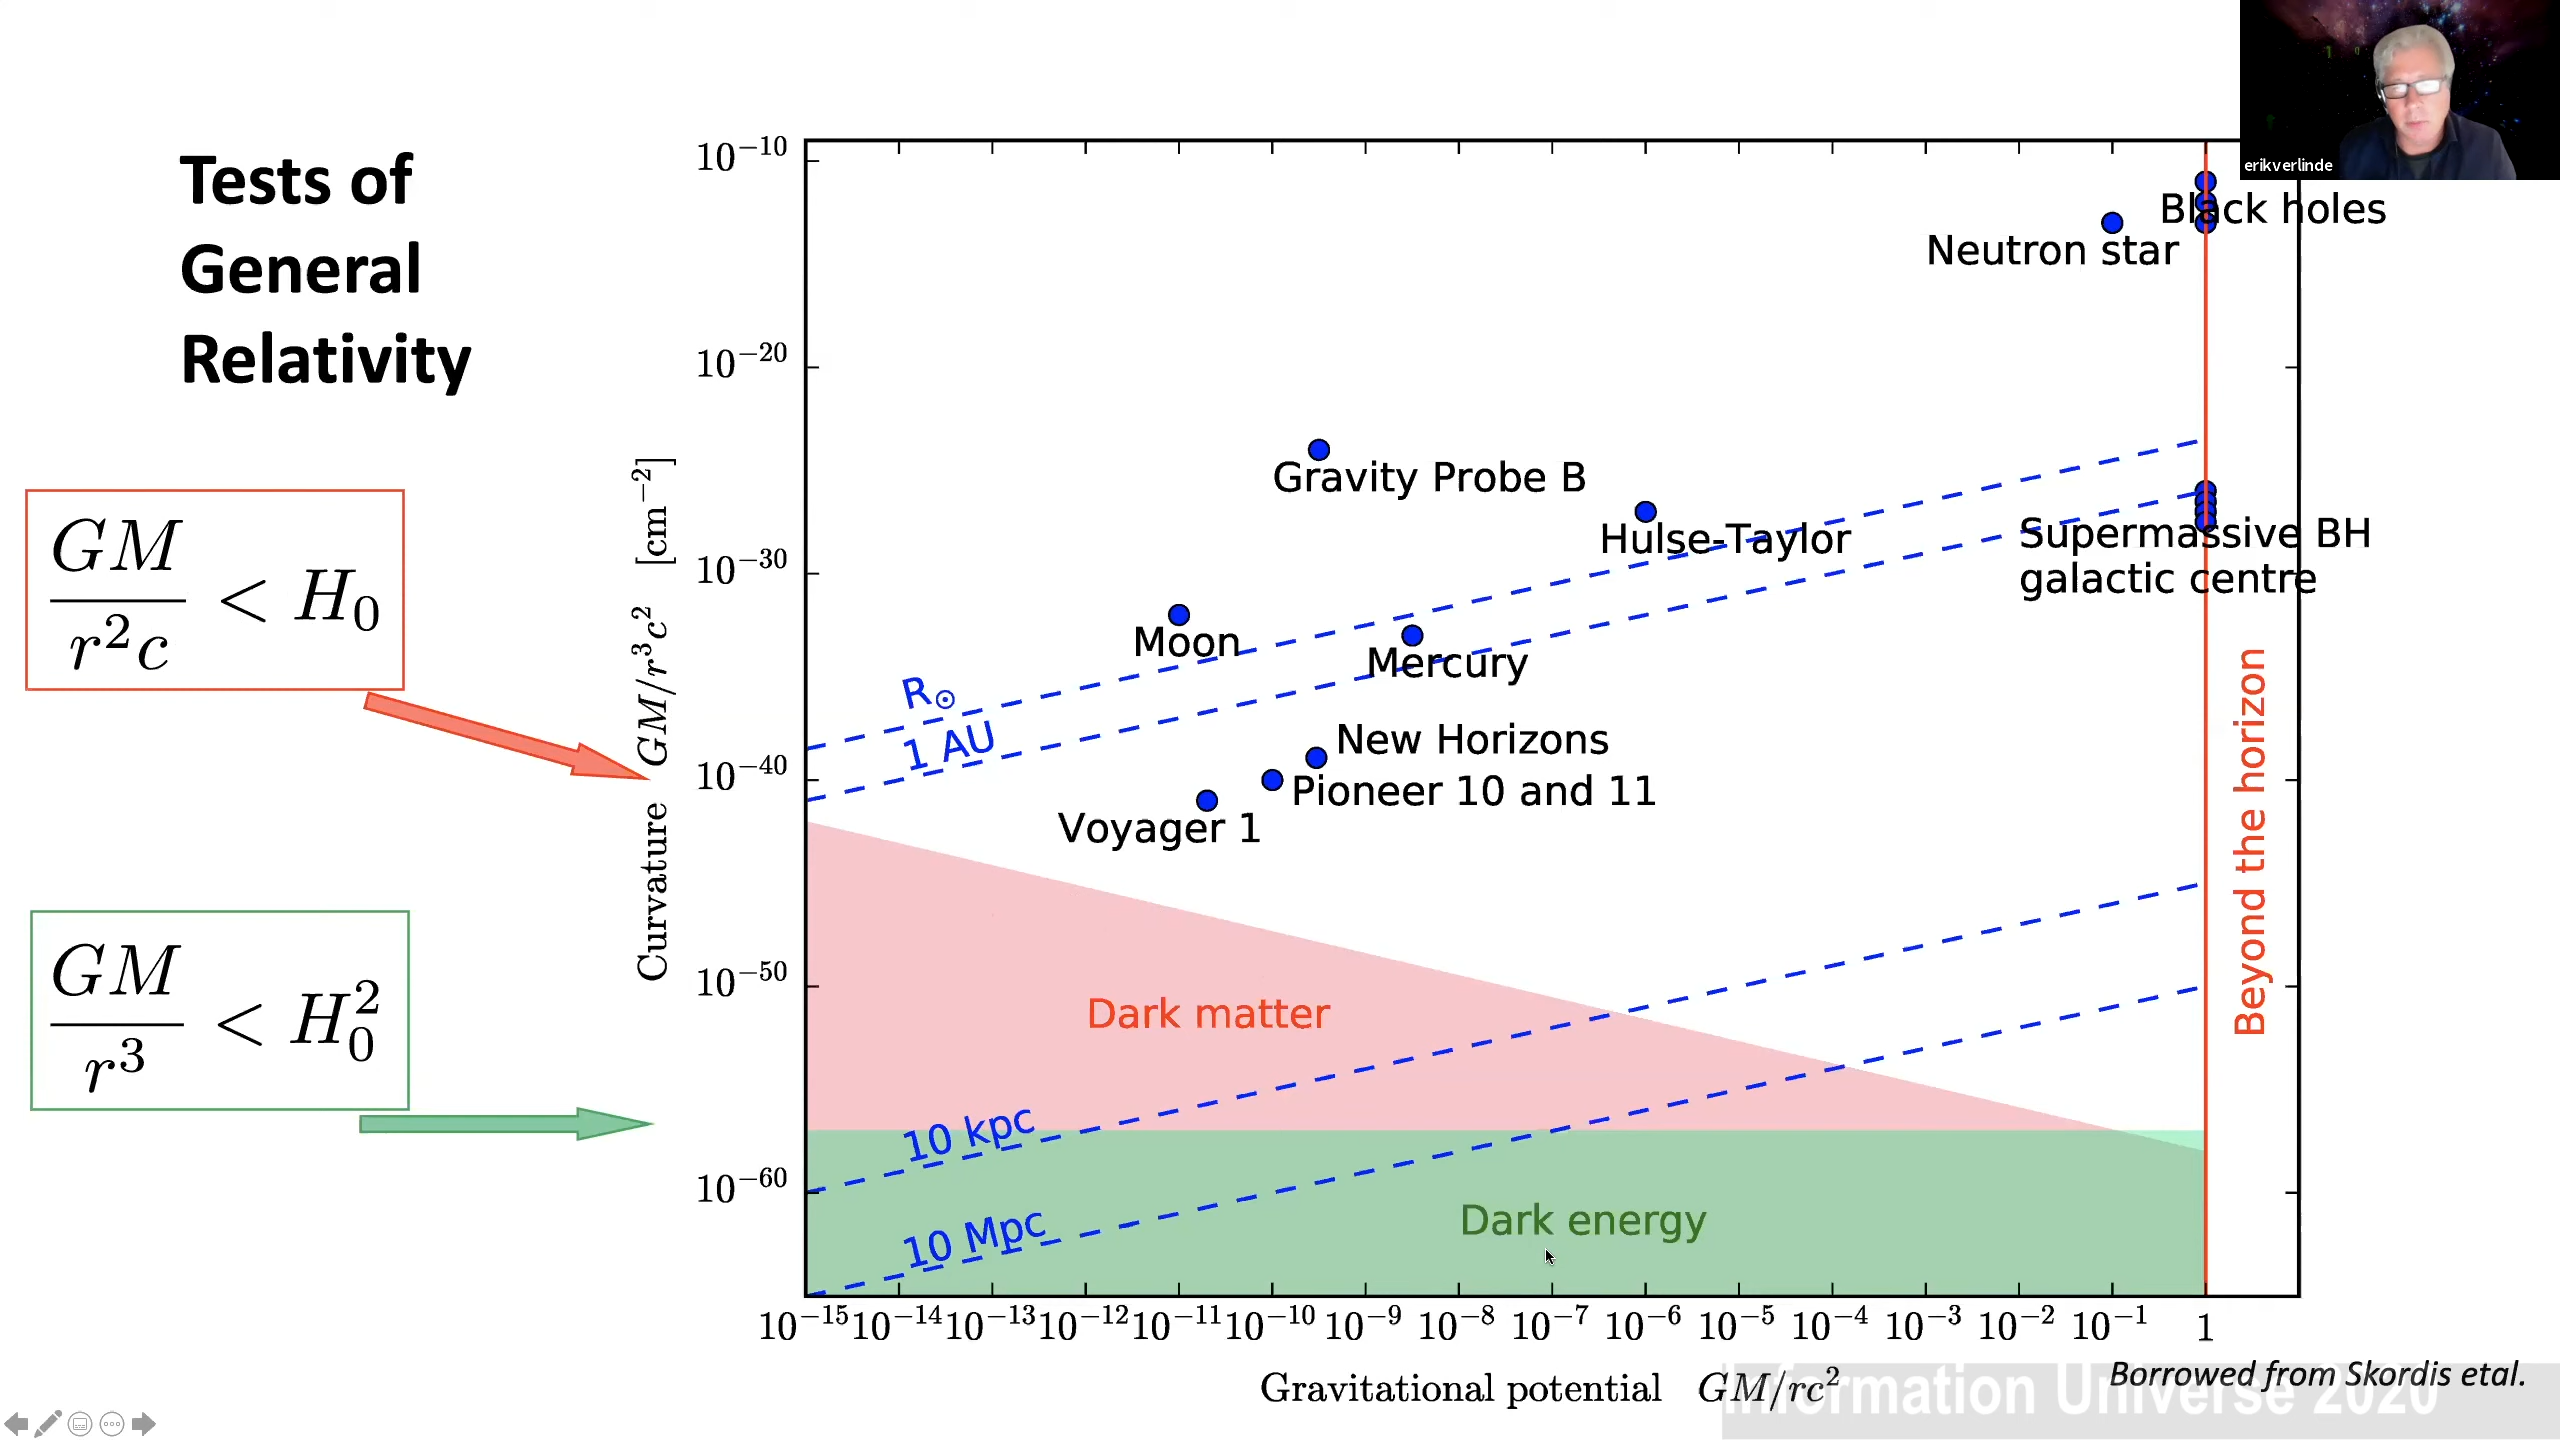 erikverlinde
Tests of
General
Relativity
GM
r²c
< H₀
GM
r³
< H₀²
10⁻¹⁰
10⁻²⁰
10⁻³⁰
10⁻⁴⁰
10⁻⁵⁰
10⁻⁶⁰
Curvature GM/r³c² [cm⁻²]
Black holes
Neutron star
Gravity Probe B
Hulse-Taylor
Supermassive BH
galactic centre
Moon
Mercury
R☉
1 AU
New Horizons
Pioneer 10 and 11
Voyager 1
Beyond the horizon
Dark matter
10 kpc
Dark energy
10 Mpc
10⁻¹⁵ 10⁻¹⁴ 10⁻¹³ 10⁻¹² 10⁻¹¹ 10⁻¹⁰ 10⁻⁹ 10⁻⁸ 10⁻⁷ 10⁻⁶ 10⁻⁵ 10⁻⁴ 10⁻³ 10⁻² 10⁻¹ 1
Gravitational potential GM/rc²
Borrowed from Skordis etal.
Information Universe 2020